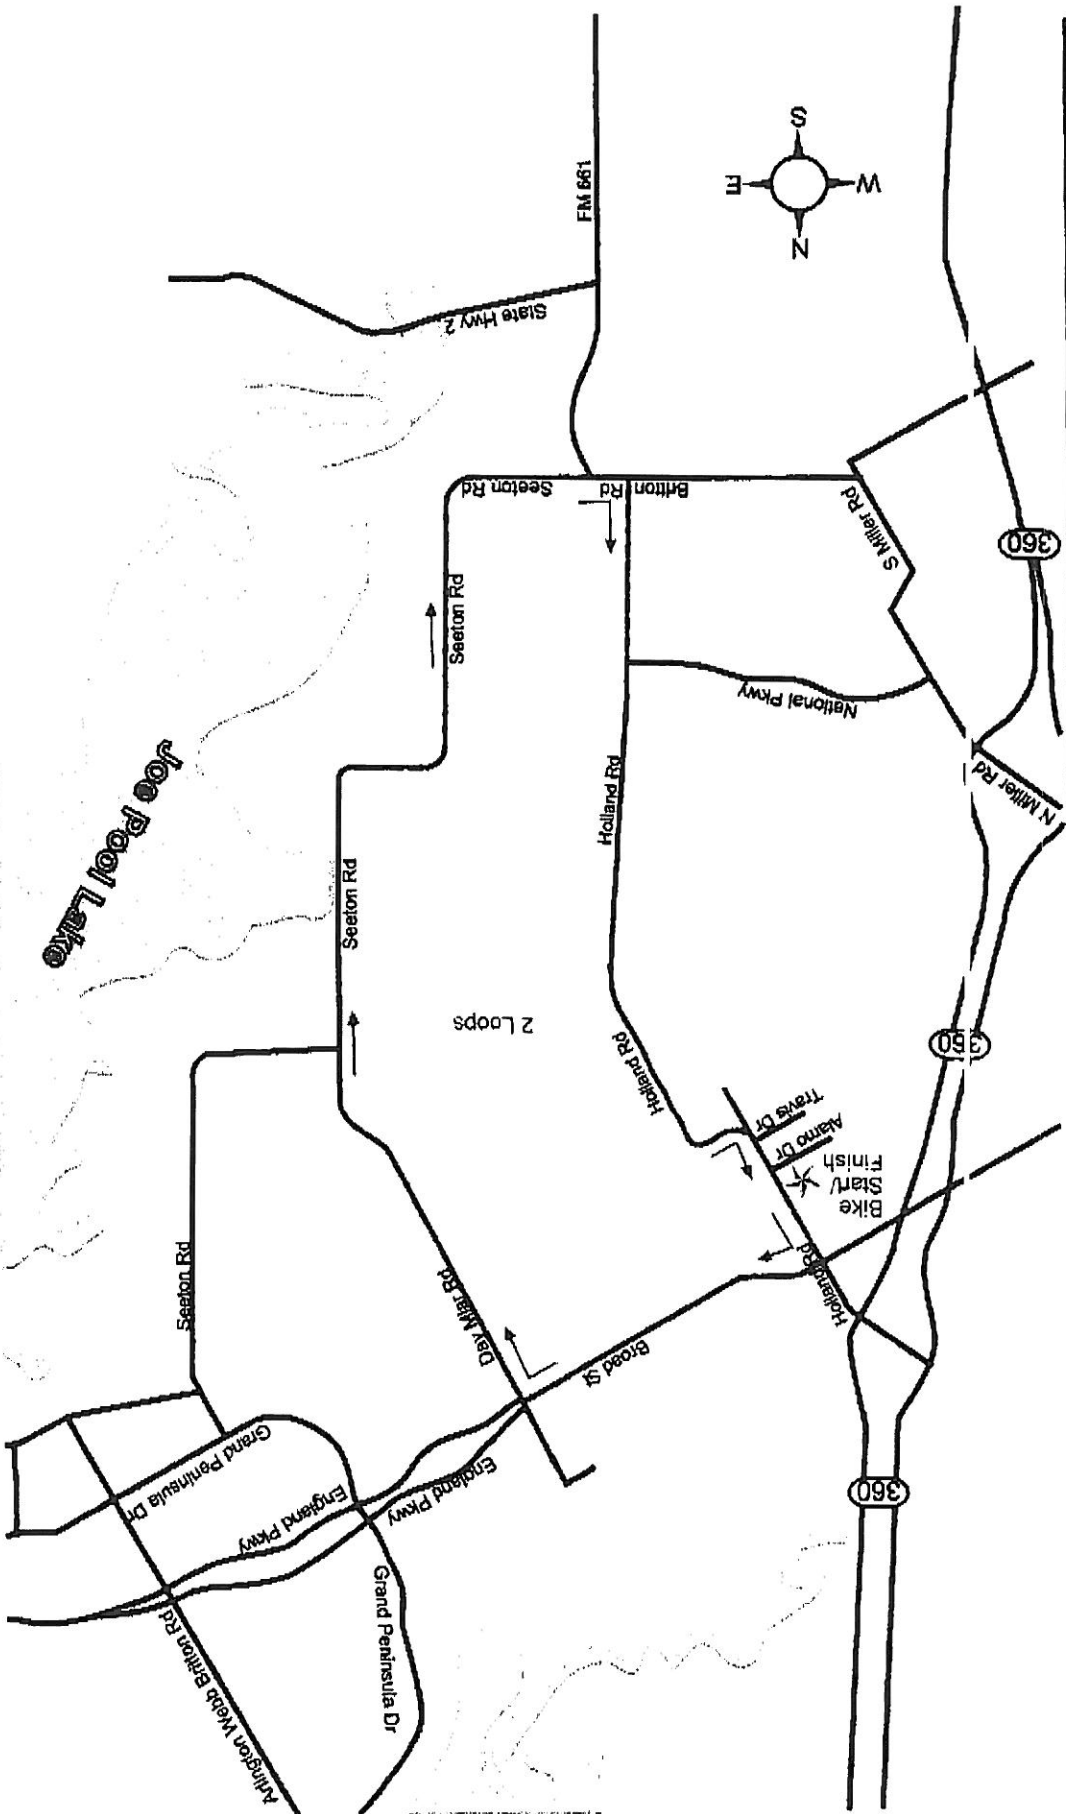 S
E
W
N
FM 661
State Hwy 2
Seeton Rd
Britton Rd
S Miller Rd
360
Seeton Rd
National Pkwy
Holland Rd
N Miller Rd
Joe Pool Lake
Seeton Rd
2 Loops
360
Holland Rd
Travis Dr
Alamo Dr
Bike
Start/
Finish
Holland Rd
Seeton Rd
Day Miar Rd
Broad St
Grand Peninsula Dr
England Pkwy
England Pkwy
360
Grand Peninsula Dr
Arlington Webb Britton Rd